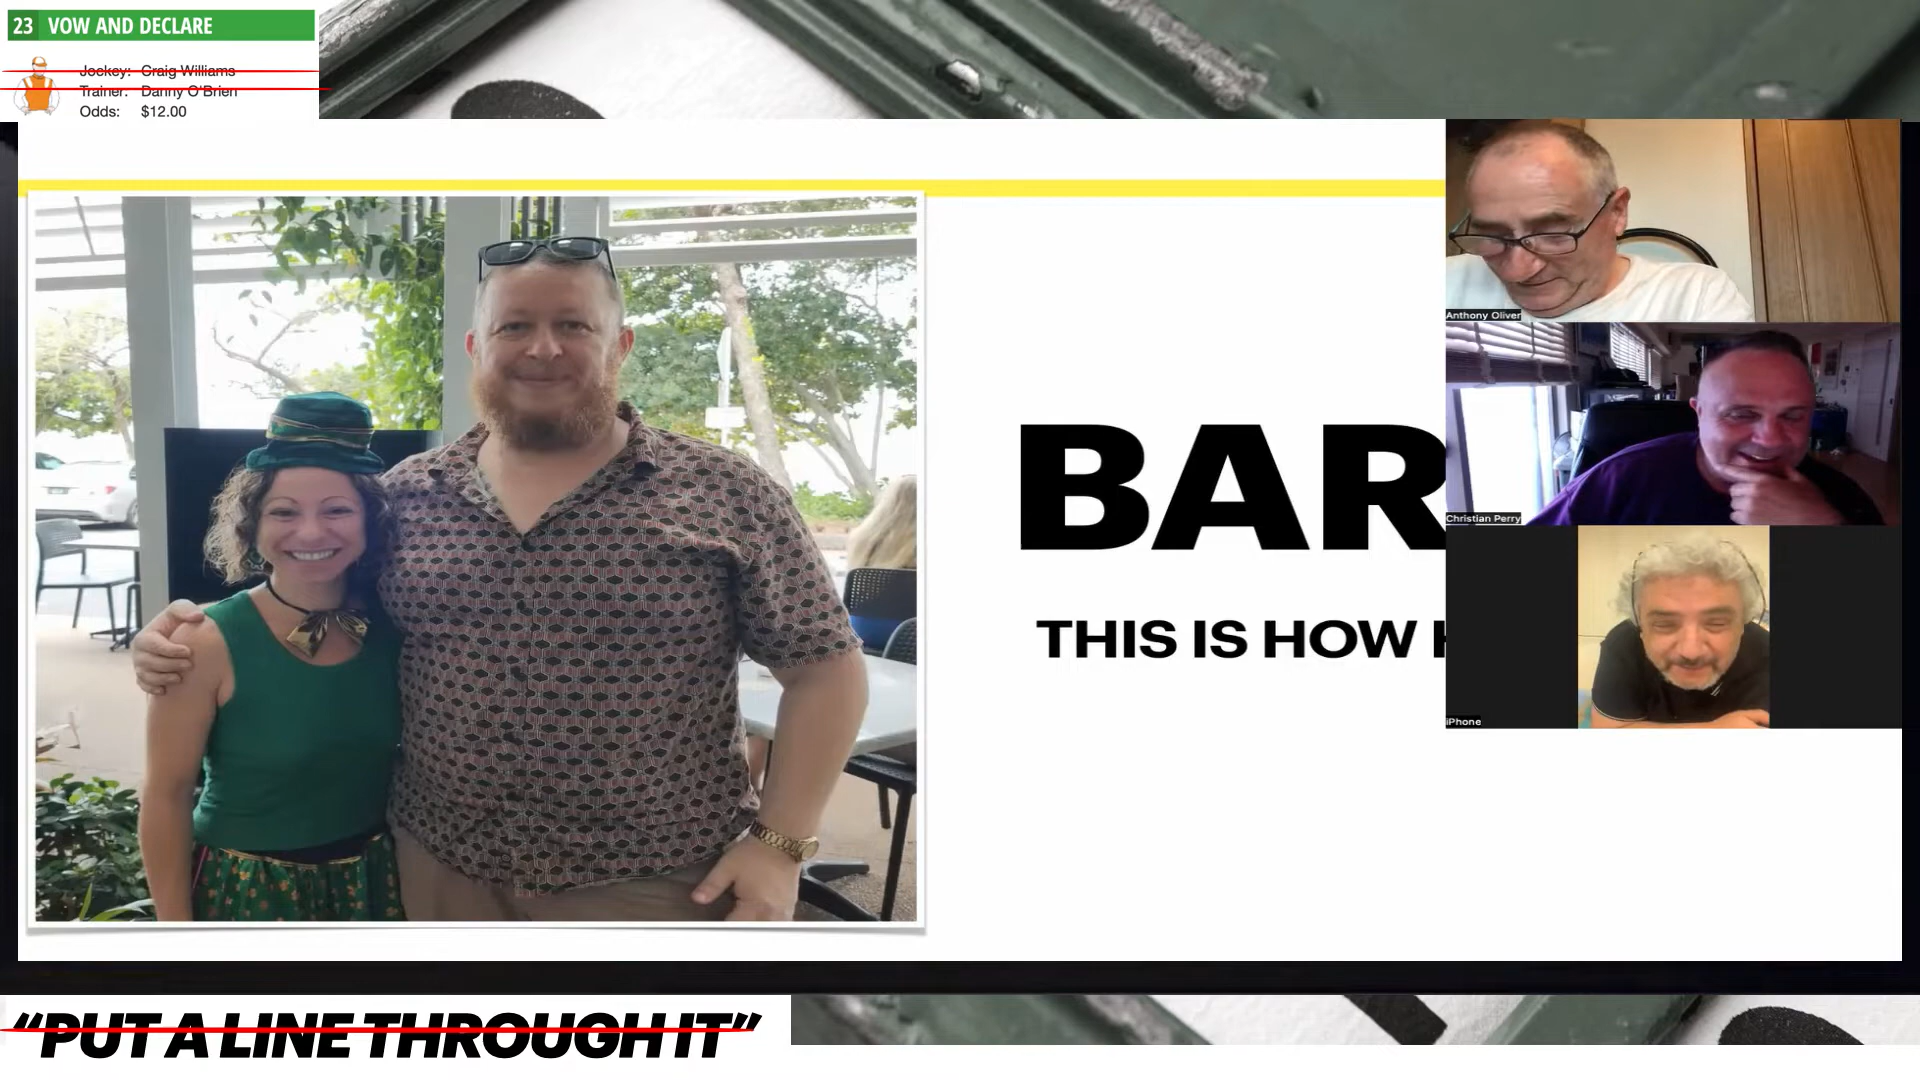 23 VOW AND DECLARE
Jockey: Craig Williams
Trainer: Danny O'Brien
Odds: $12.00
Anthony Oliver
BAR
Christian Perry
THIS IS HOW
iPhone
"PUT A LINE THROUGH IT"